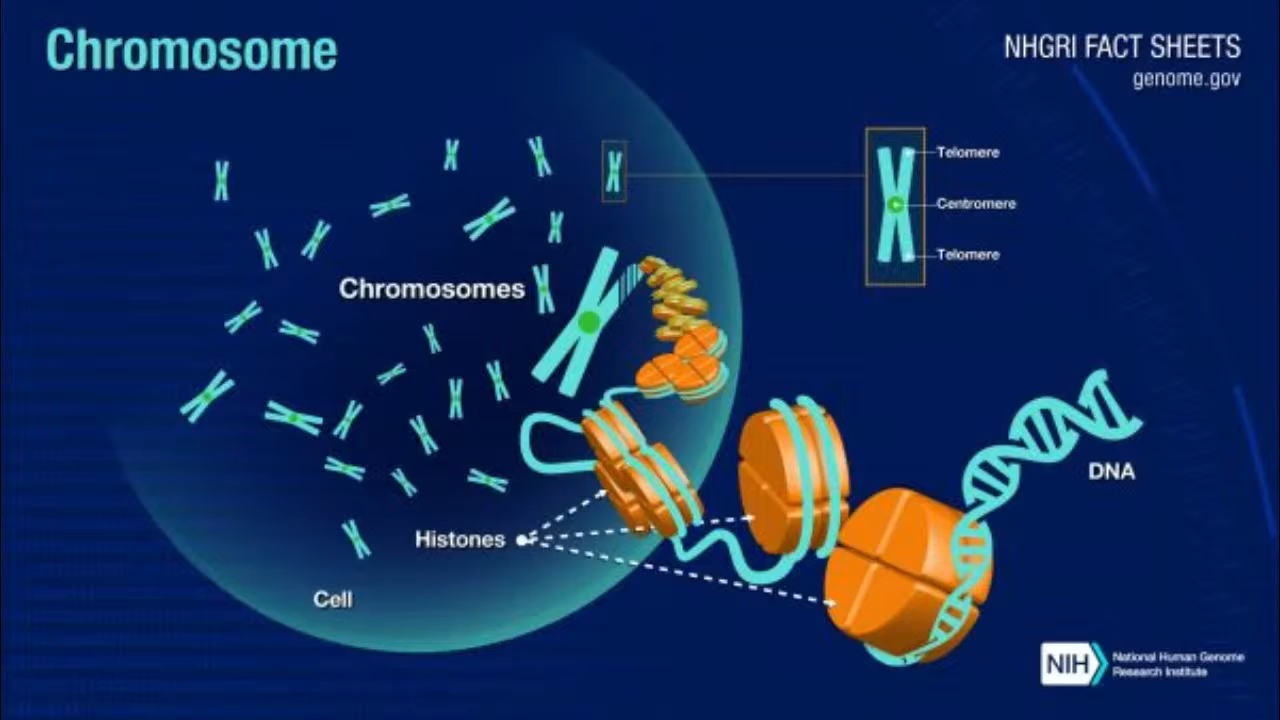 Chromosome
NHGRI FACT SHEETS
genome.gov
Telomere
Centromere
Telomere
Chromosomes
DNA
Histones
Cell
NIH
National Human Genome
Research Institute